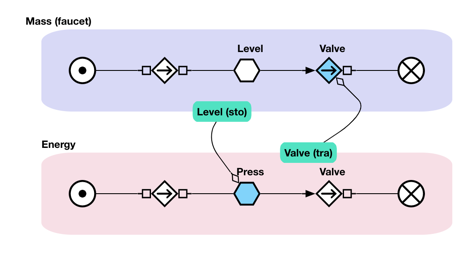 Mass (faucet)
Level
Valve
Level (sto)
Energy
Valve (tra)
Press
Valve